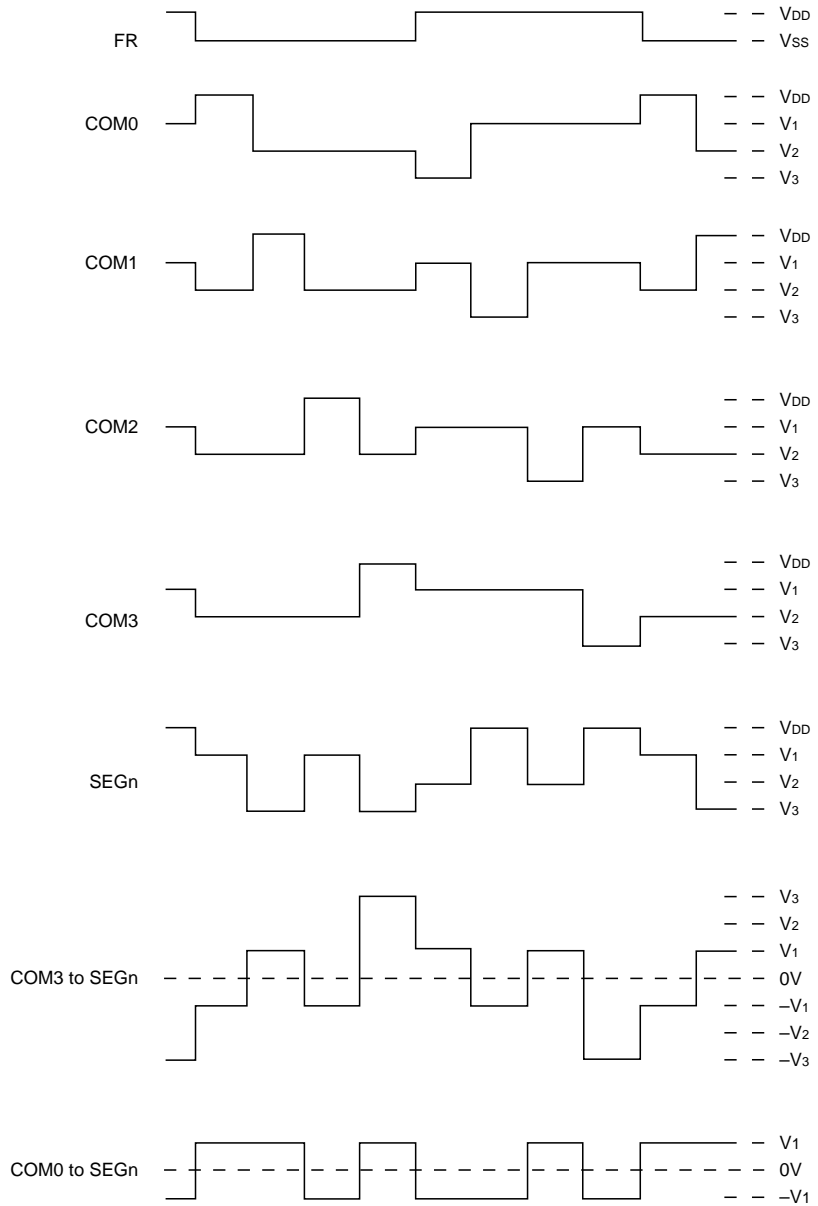 FR
VDD
VSS
COM0
VDD
V1
V2
V3
COM1
VDD
V1
V2
V3
COM2
VDD
V1
V2
V3
COM3
VDD
V1
V2
V3
SEGn
VDD
V1
V2
V3
COM3 to SEGn
V3
V2
V1
0V
–V1
–V2
–V3
COM0 to SEGn
V1
0V
–V1